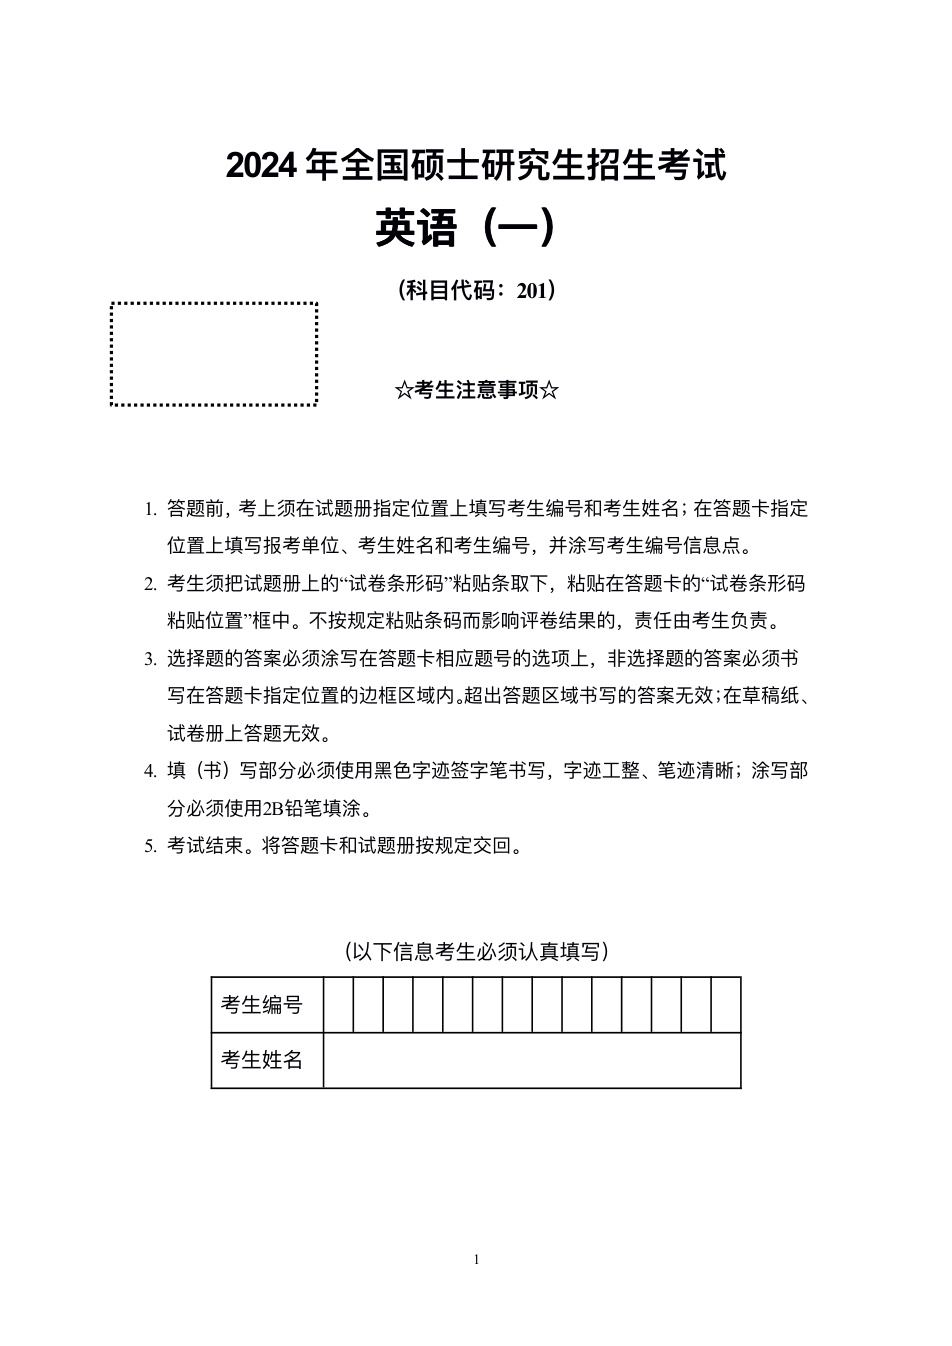 2024 年全国硕士研究生招生考试
英语（一）
（科目代码：201）
☆考生注意事项☆
1. 答题前，考上须在试题册指定位置上填写考生编号和考生姓名；在答题卡指定
位置上填写报考单位、考生姓名和考生编号，并涂写考生编号信息点。
2. 考生须把试题册上的“试卷条形码”粘贴条取下，粘贴在答题卡的“试卷条形码
粘贴位置”框中。不按规定粘贴条码而影响评卷结果的，责任由考生负责。
3. 选择题的答案必须涂写在答题卡相应题号的选项上，非选择题的答案必须书
写在答题卡指定位置的边框区域内。超出答题区域书写的答案无效；在草稿纸、
试卷册上答题无效。
4. 填（书）写部分必须使用黑色字迹签字笔书写，字迹工整、笔迹清晰；涂写部
分必须使用2B铅笔填涂。
5. 考试结束。将答题卡和试题册按规定交回。
（以下信息考生必须认真填写）
考生编号
考生姓名
1